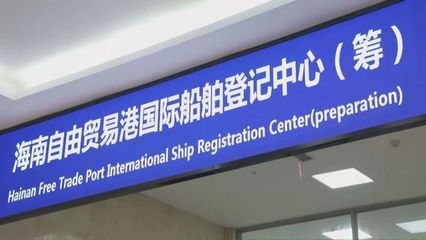 海南自由贸易港国际船舶登记中心（筹）
Hainan Free Trade Port International Ship Registration Center(preparation)